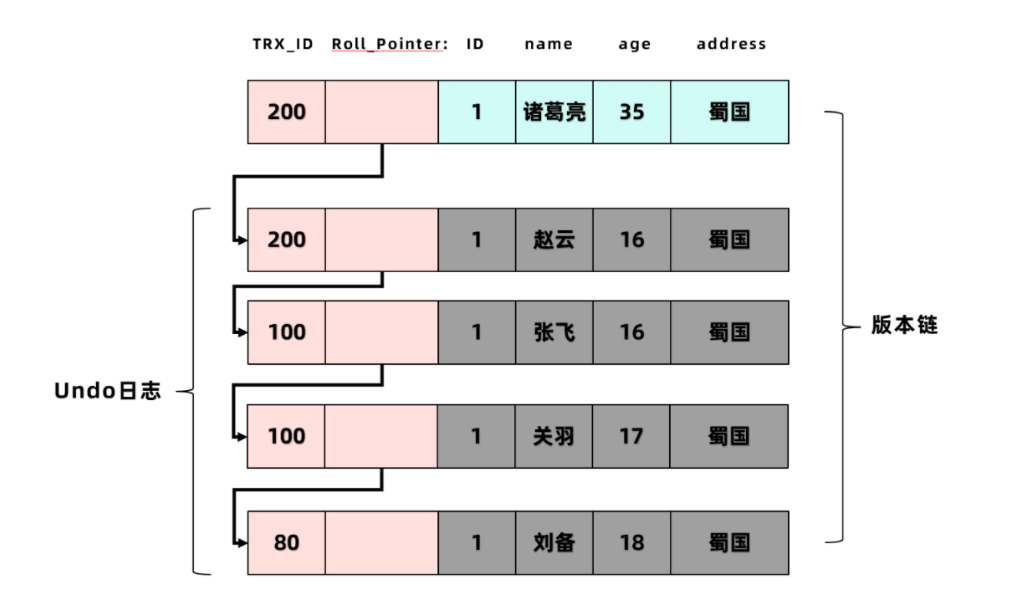 TRX_ID Roll_Pointer: ID name age address
200 1 诸葛亮 35 蜀国
200 1 赵云 16 蜀国
100 1 张飞 16 蜀国
版本链
Undo日志
100 1 关羽 17 蜀国
80 1 刘备 18 蜀国